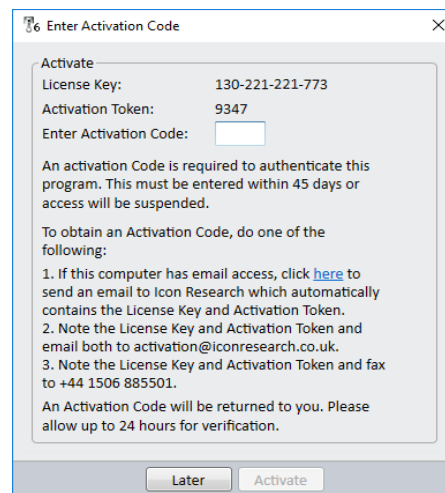 6 Enter Activation Code
Activate
License Key: 130-221-221-773
Activation Token: 9347
Enter Activation Code:
An activation Code is required to authenticate this
program. This must be entered within 45 days or
access will be suspended.
To obtain an Activation Code, do one of the
following:
1. If this computer has email access, click here to
send an email to Icon Research which automatically
contains the License Key and Activation Token.
2. Note the License Key and Activation Token and
email both to activation@iconresearch.co.uk.
3. Note the License Key and Activation Token and fax
to +44 1506 885501.
An Activation Code will be returned to you. Please
allow up to 24 hours for verification.
Later Activate